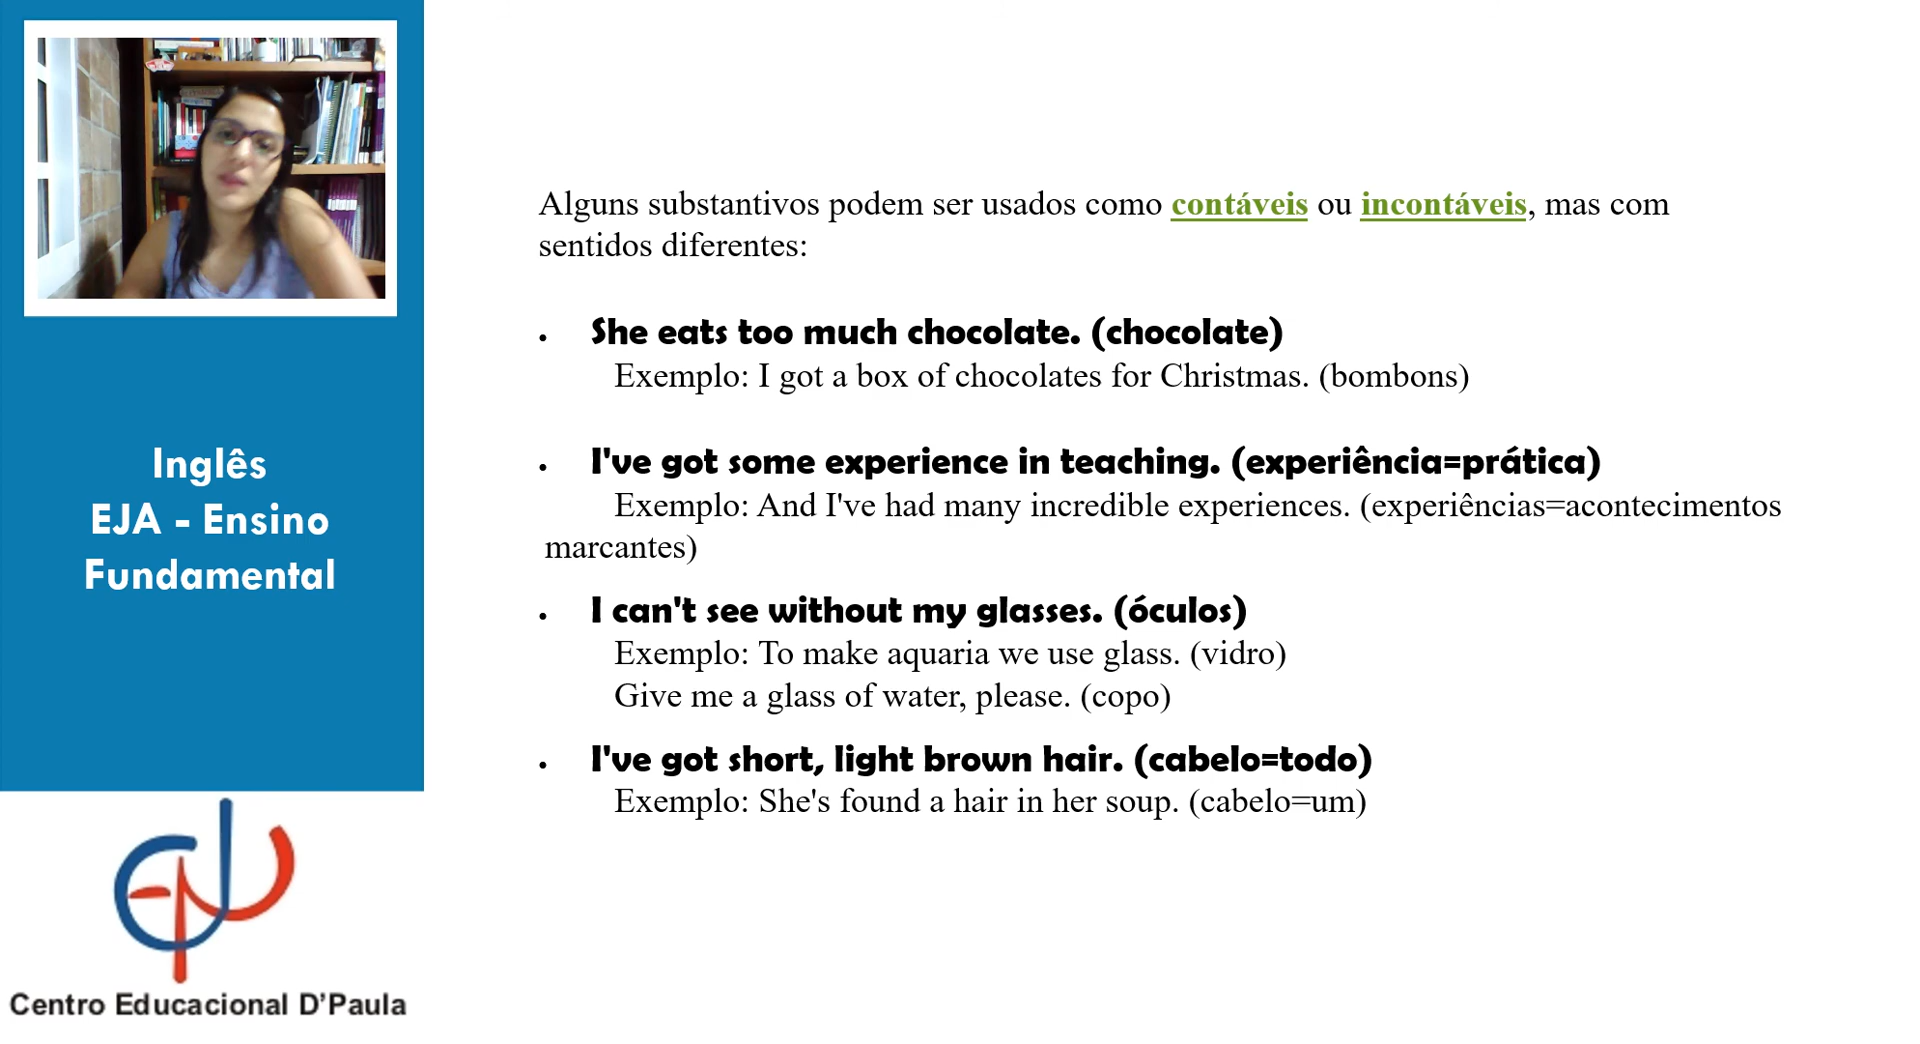 Alguns substantivos podem ser usados como contáveis ou incontáveis, mas com
sentidos diferentes:
• She eats too much chocolate. (chocolate)
Exemplo: I got a box of chocolates for Christmas. (bombons)
• I've got some experience in teaching. (experiência=prática)
Exemplo: And I've had many incredible experiences. (experiências=acontecimentos
marcantes)
• I can't see without my glasses. (óculos)
Exemplo: To make aquaria we use glass. (vidro)
Give me a glass of water, please. (copo)
• I've got short, light brown hair. (cabelo=todo)
Exemplo: She's found a hair in her soup. (cabelo=um)
Inglês
EJA - Ensino
Fundamental
Centro Educacional D'Paula